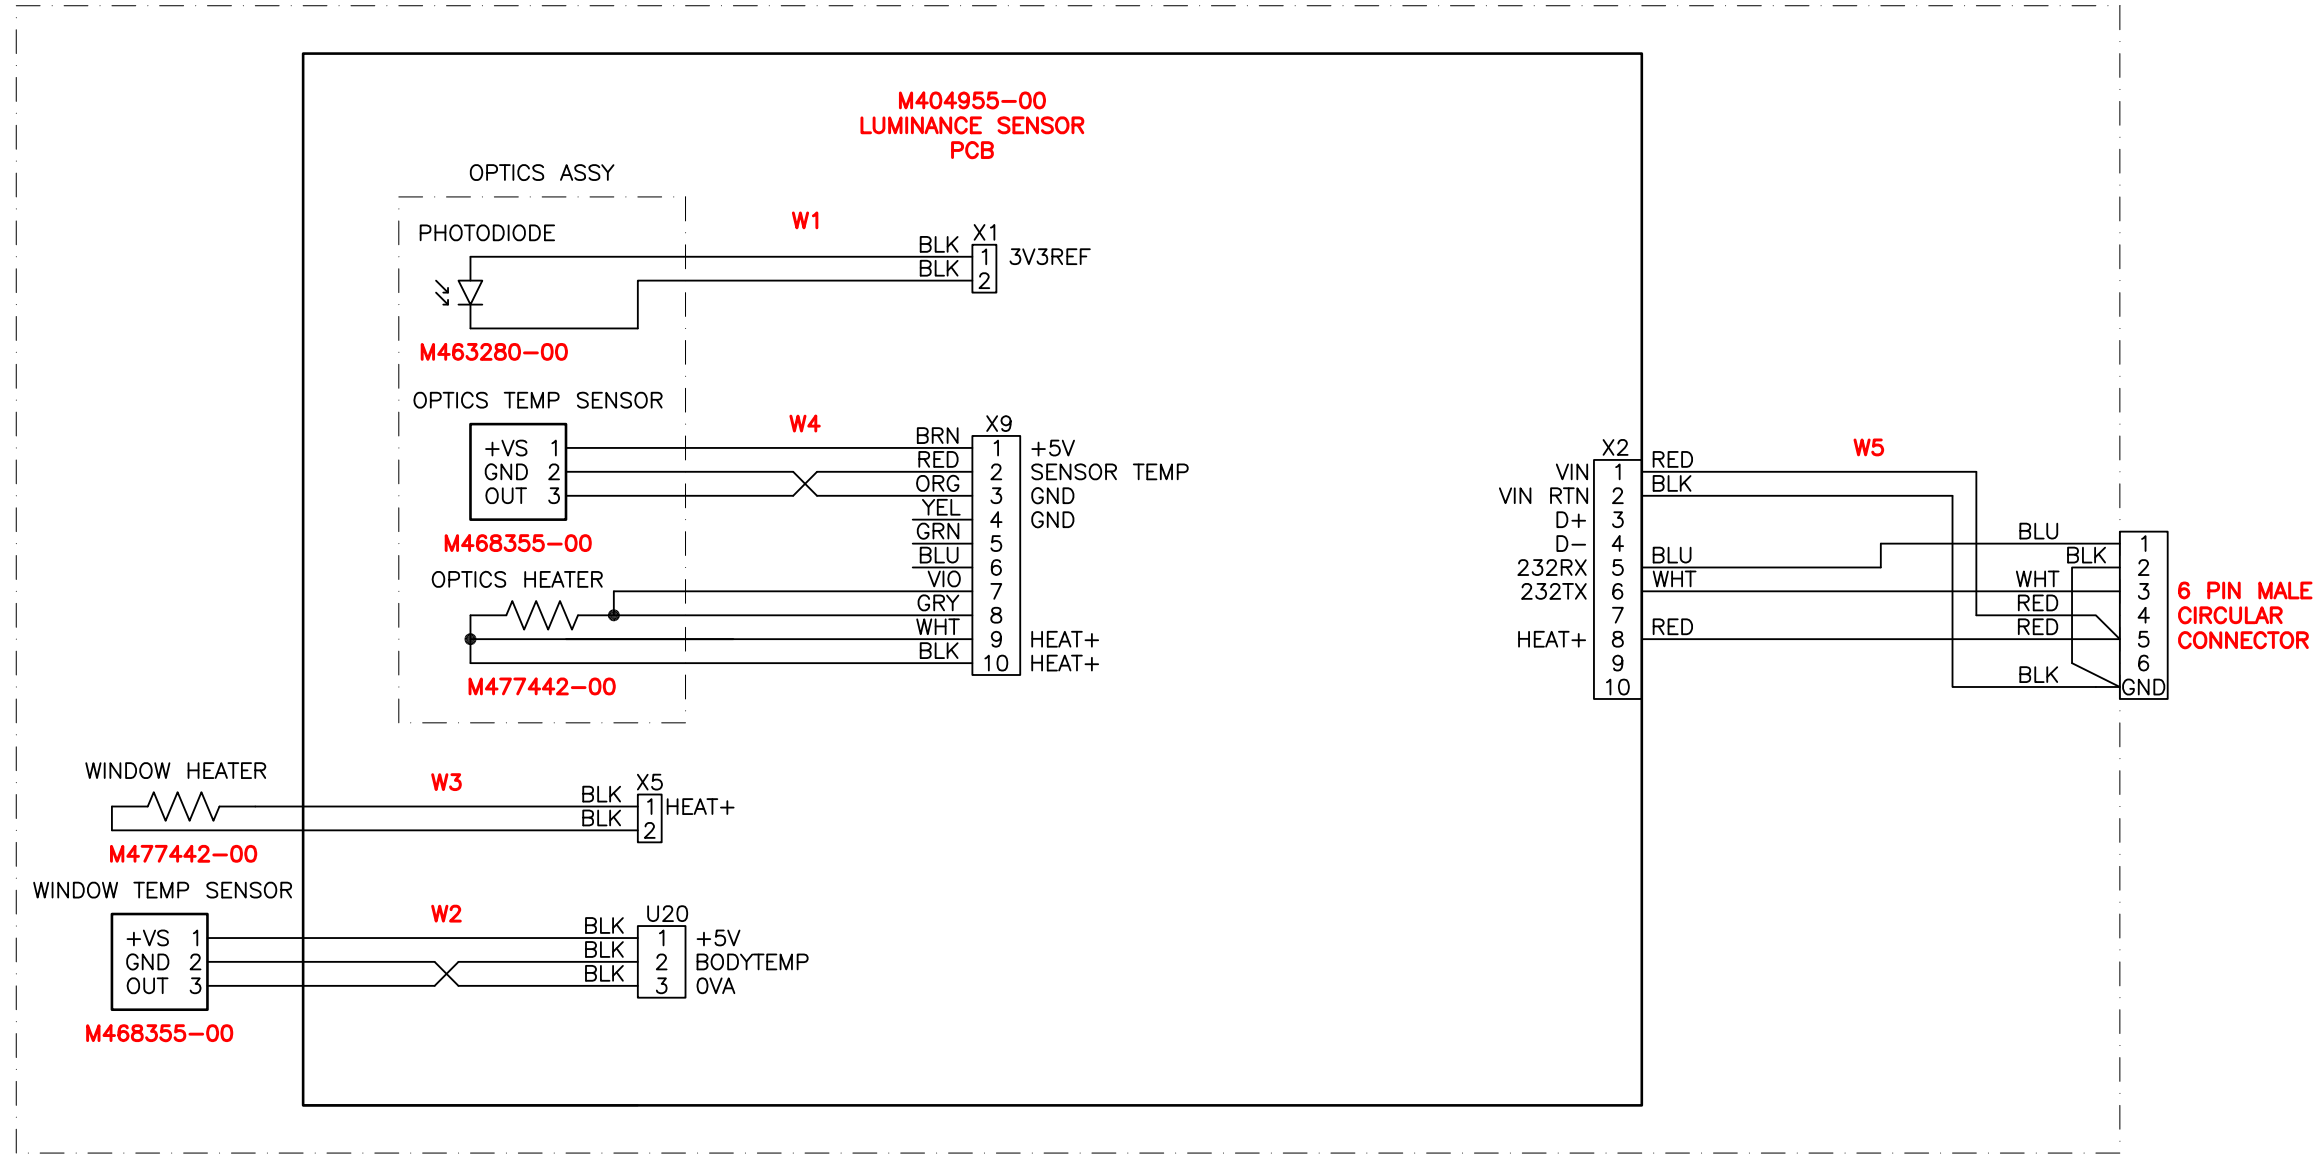 M404955-00
LUMINANCE SENSOR
PCB
OPTICS ASSY
PHOTODIODE
W1
X1
BLK 1 3V3REF
BLK 2
M463280-00
OPTICS TEMP SENSOR
W4
X9
+VS 1 BRN 1 +5V
GND 2 RED 2 SENSOR TEMP
OUT 3 ORG 3 GND
YEL 4 GND
GRN 5
BLU 6
M468355-00
OPTICS HEATER
VIO 7
GRY 8
WHT 9 HEAT+
BLK 10 HEAT+
M477442-00
X2
W5
VIN 1 RED
VIN RTN 2 BLK
D+ 3
D- 4
232RX 5 BLU
232TX 6 WHT
7
HEAT+ 8 RED
9
10
BLU 1
BLK 2
WHT 3
RED 4
RED 5
6
BLK GND
6 PIN MALE
CIRCULAR
CONNECTOR
WINDOW HEATER
W3
X5
BLK 1 HEAT+
BLK 2
M477442-00
WINDOW TEMP SENSOR
W2
U20
+VS 1 BLK 1 +5V
GND 2 BLK 2 BODYTEMP
OUT 3 BLK 3 0VA
M468355-00